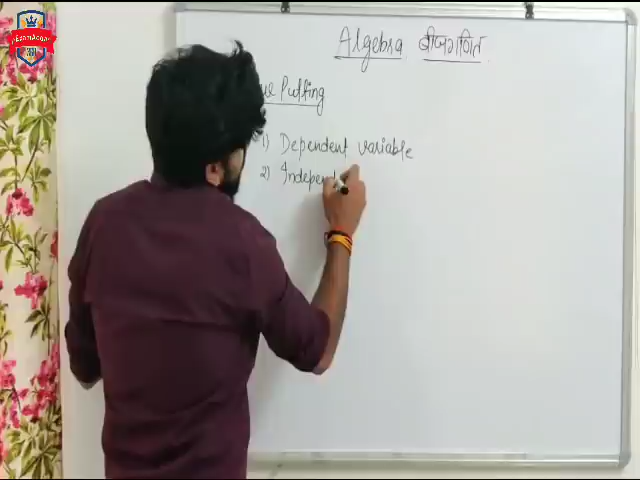 Algebra बीजगणित
Putting
1) Dependent variable
2) Independ